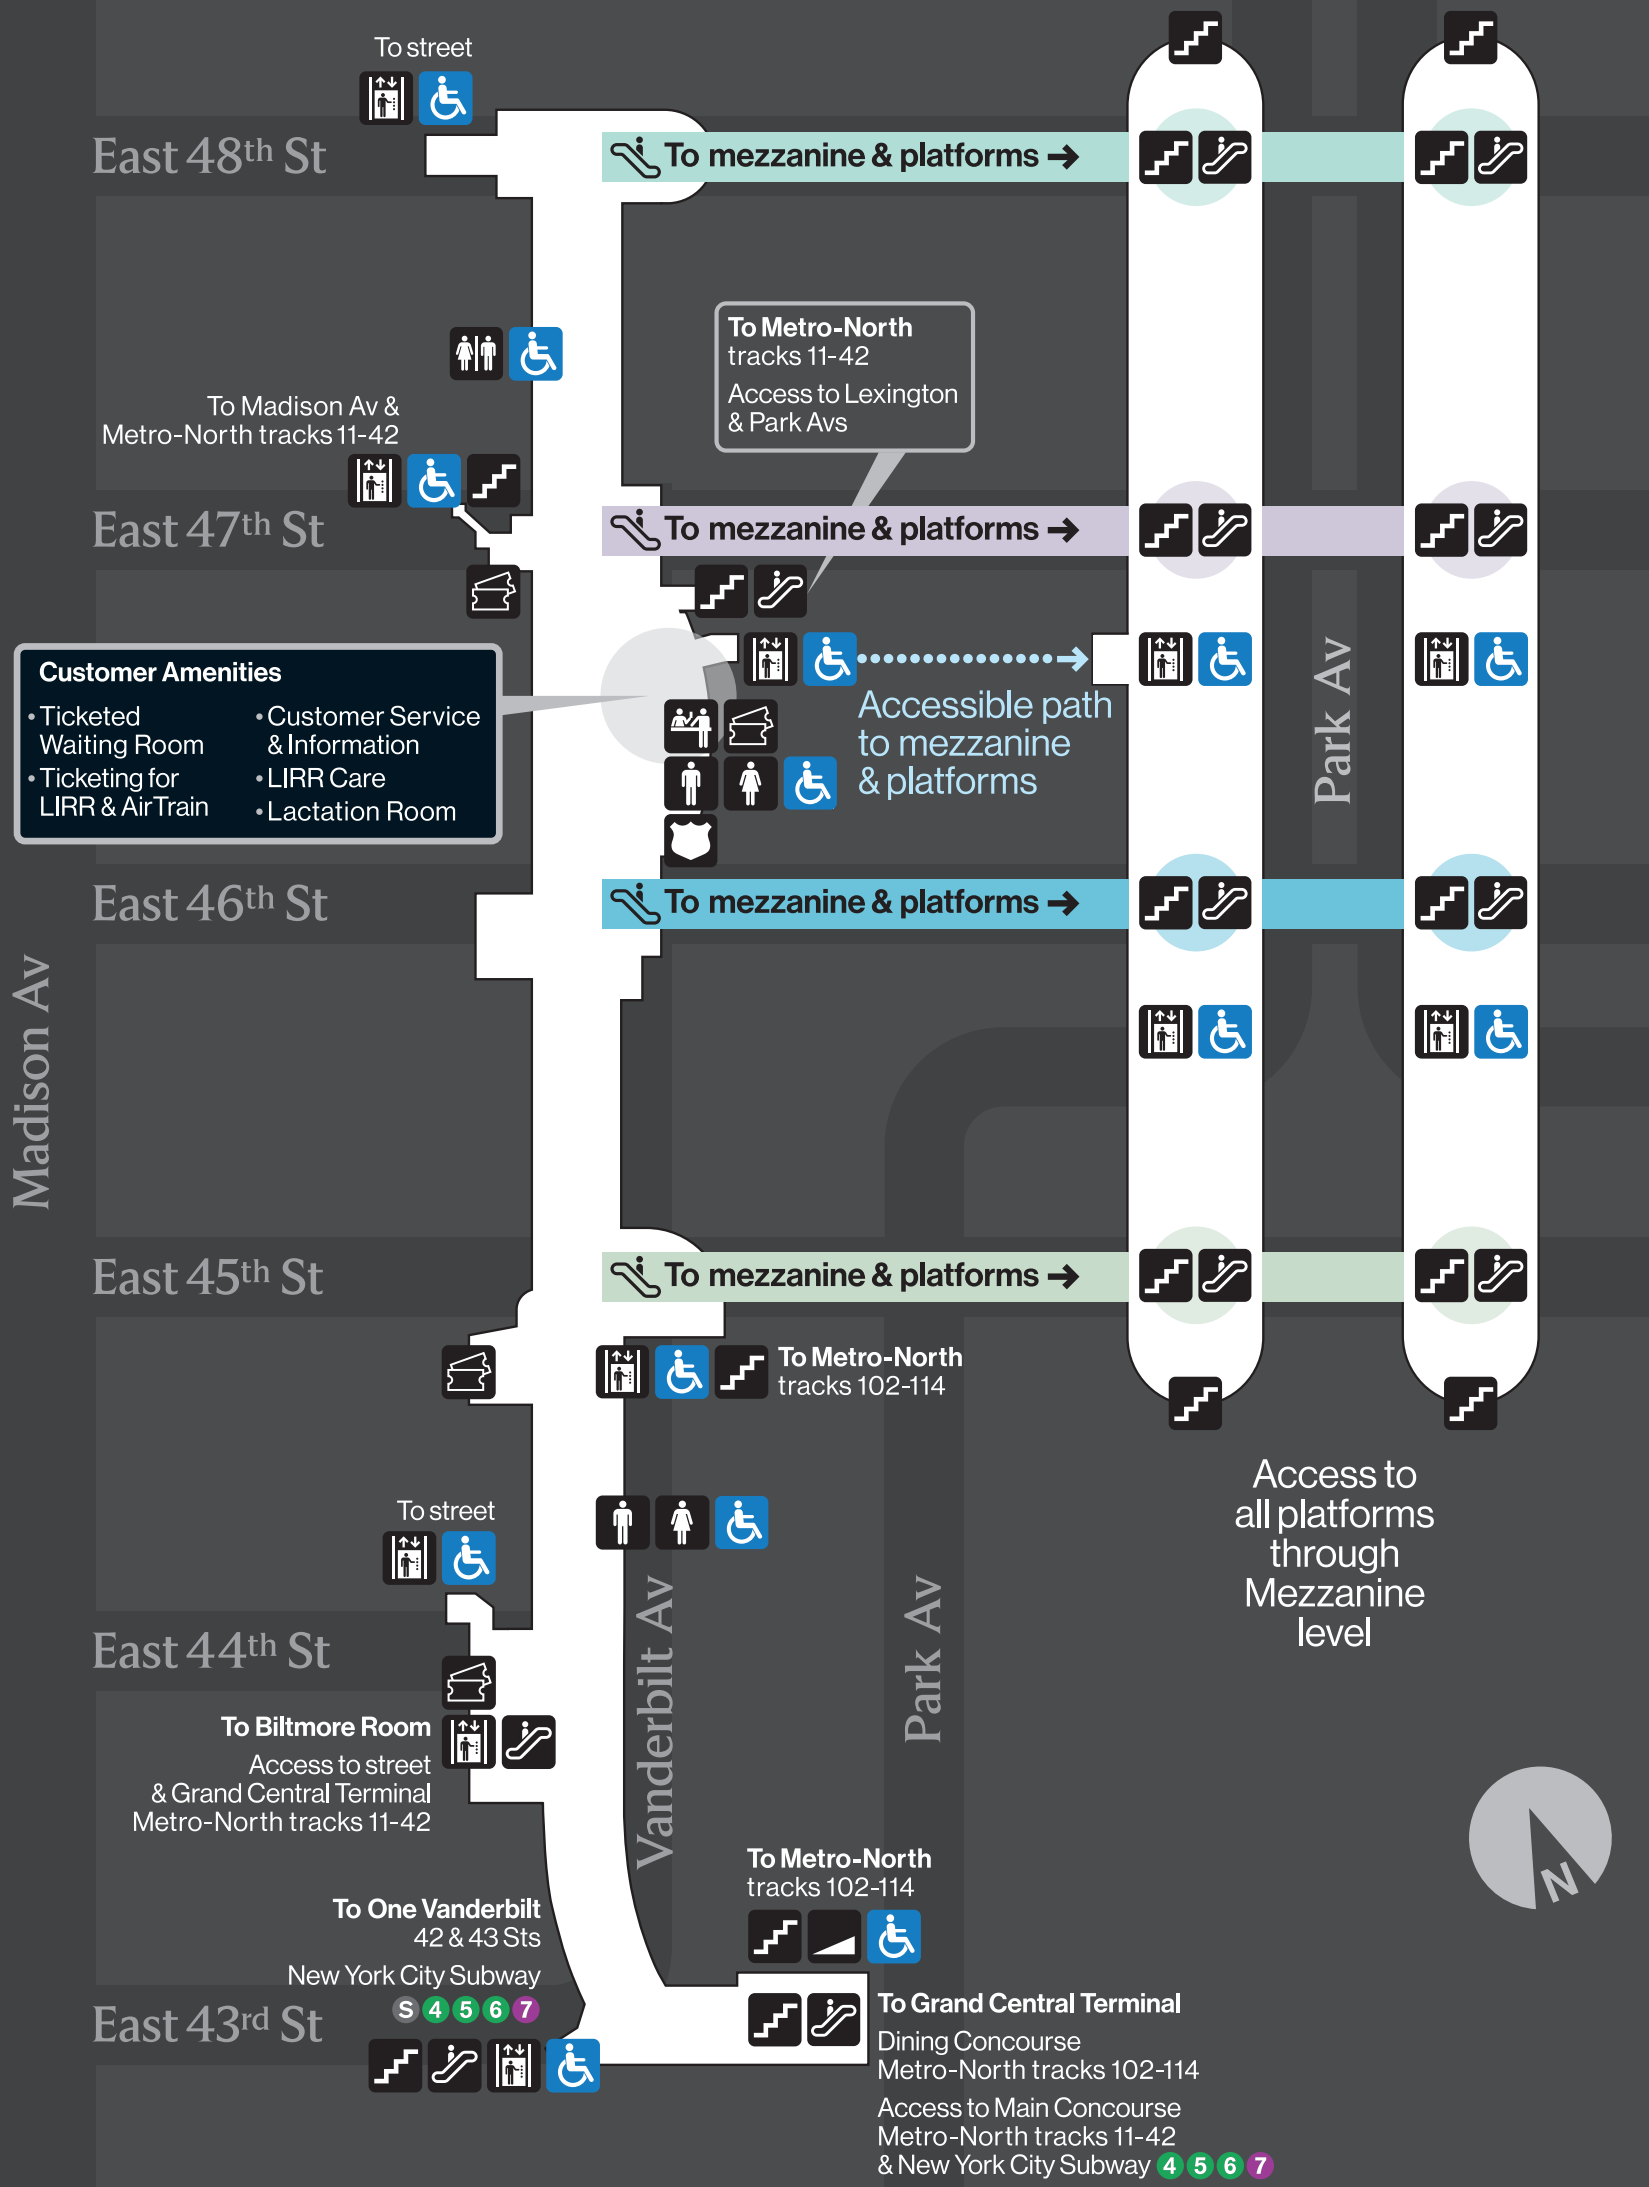 To street
East 48th St
To mezzanine & platforms →
To Metro-North
tracks 11-42
Access to Lexington
& Park Avs
To Madison Av &
Metro-North tracks 11-42
East 47th St
To mezzanine & platforms →
Customer Amenities
• Ticketed
Waiting Room
• Ticketing for
LIRR & AirTrain
• Customer Service
& Information
• LIRR Care
• Lactation Room
Accessible path
to mezzanine
& platforms
Park Av
East 46th St
To mezzanine & platforms →
Madison Av
East 45th St
To mezzanine & platforms →
To Metro-North
tracks 102-114
Access to
all platforms
through
Mezzanine
level
To street
East 44th St
Vanderbilt Av
Park Av
To Biltmore Room
Access to street
& Grand Central Terminal
Metro-North tracks 11-42
N
To Metro-North
tracks 102-114
To One Vanderbilt
42 & 43 Sts
New York City Subway
S 4 5 6 7
East 43rd St
To Grand Central Terminal
Dining Concourse
Metro-North tracks 102-114
Access to Main Concourse
Metro-North tracks 11-42
& New York City Subway 4 5 6 7